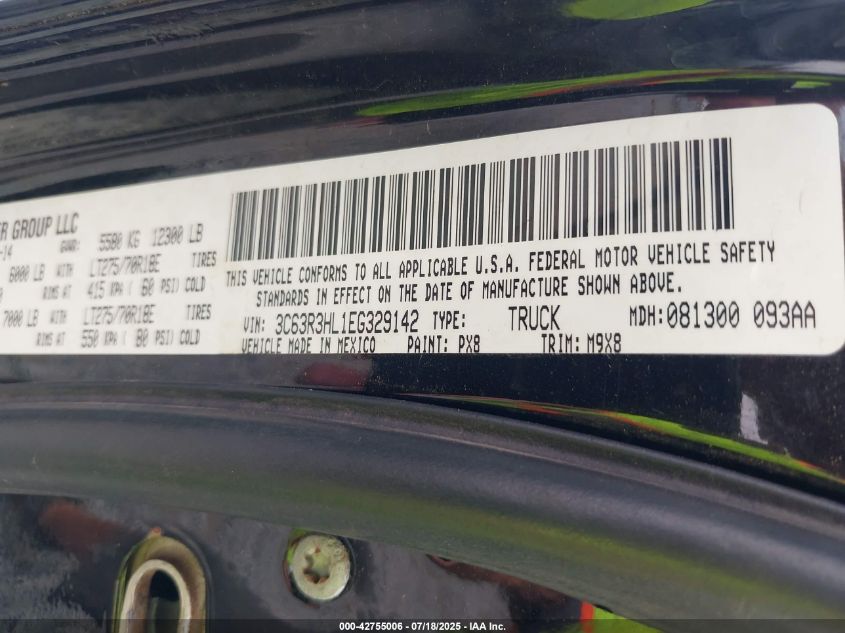 ER GROUP LLC
-14 GVWR: 5580 KG 12300 LB
6000 LB WITH LT275/70R18E TIRES
RIMS AT 415 KPA ( 60 PSI) COLD
7000 LB WITH LT275/70R18E TIRES
RIMS AT 550 KPA ( 80 PSI) COLD
THIS VEHICLE CONFORMS TO ALL APPLICABLE U.S.A. FEDERAL MOTOR VEHICLE SAFETY
STANDARDS IN EFFECT ON THE DATE OF MANUFACTURE SHOWN ABOVE.
VIN: 3C63R3HL1EG329142 TYPE: TRUCK MDH:081300 093AA
VEHICLE MADE IN MEXICO PAINT: PX8 TRIM: M9X8
000-42755006 - 07/18/2025 - IAA Inc.